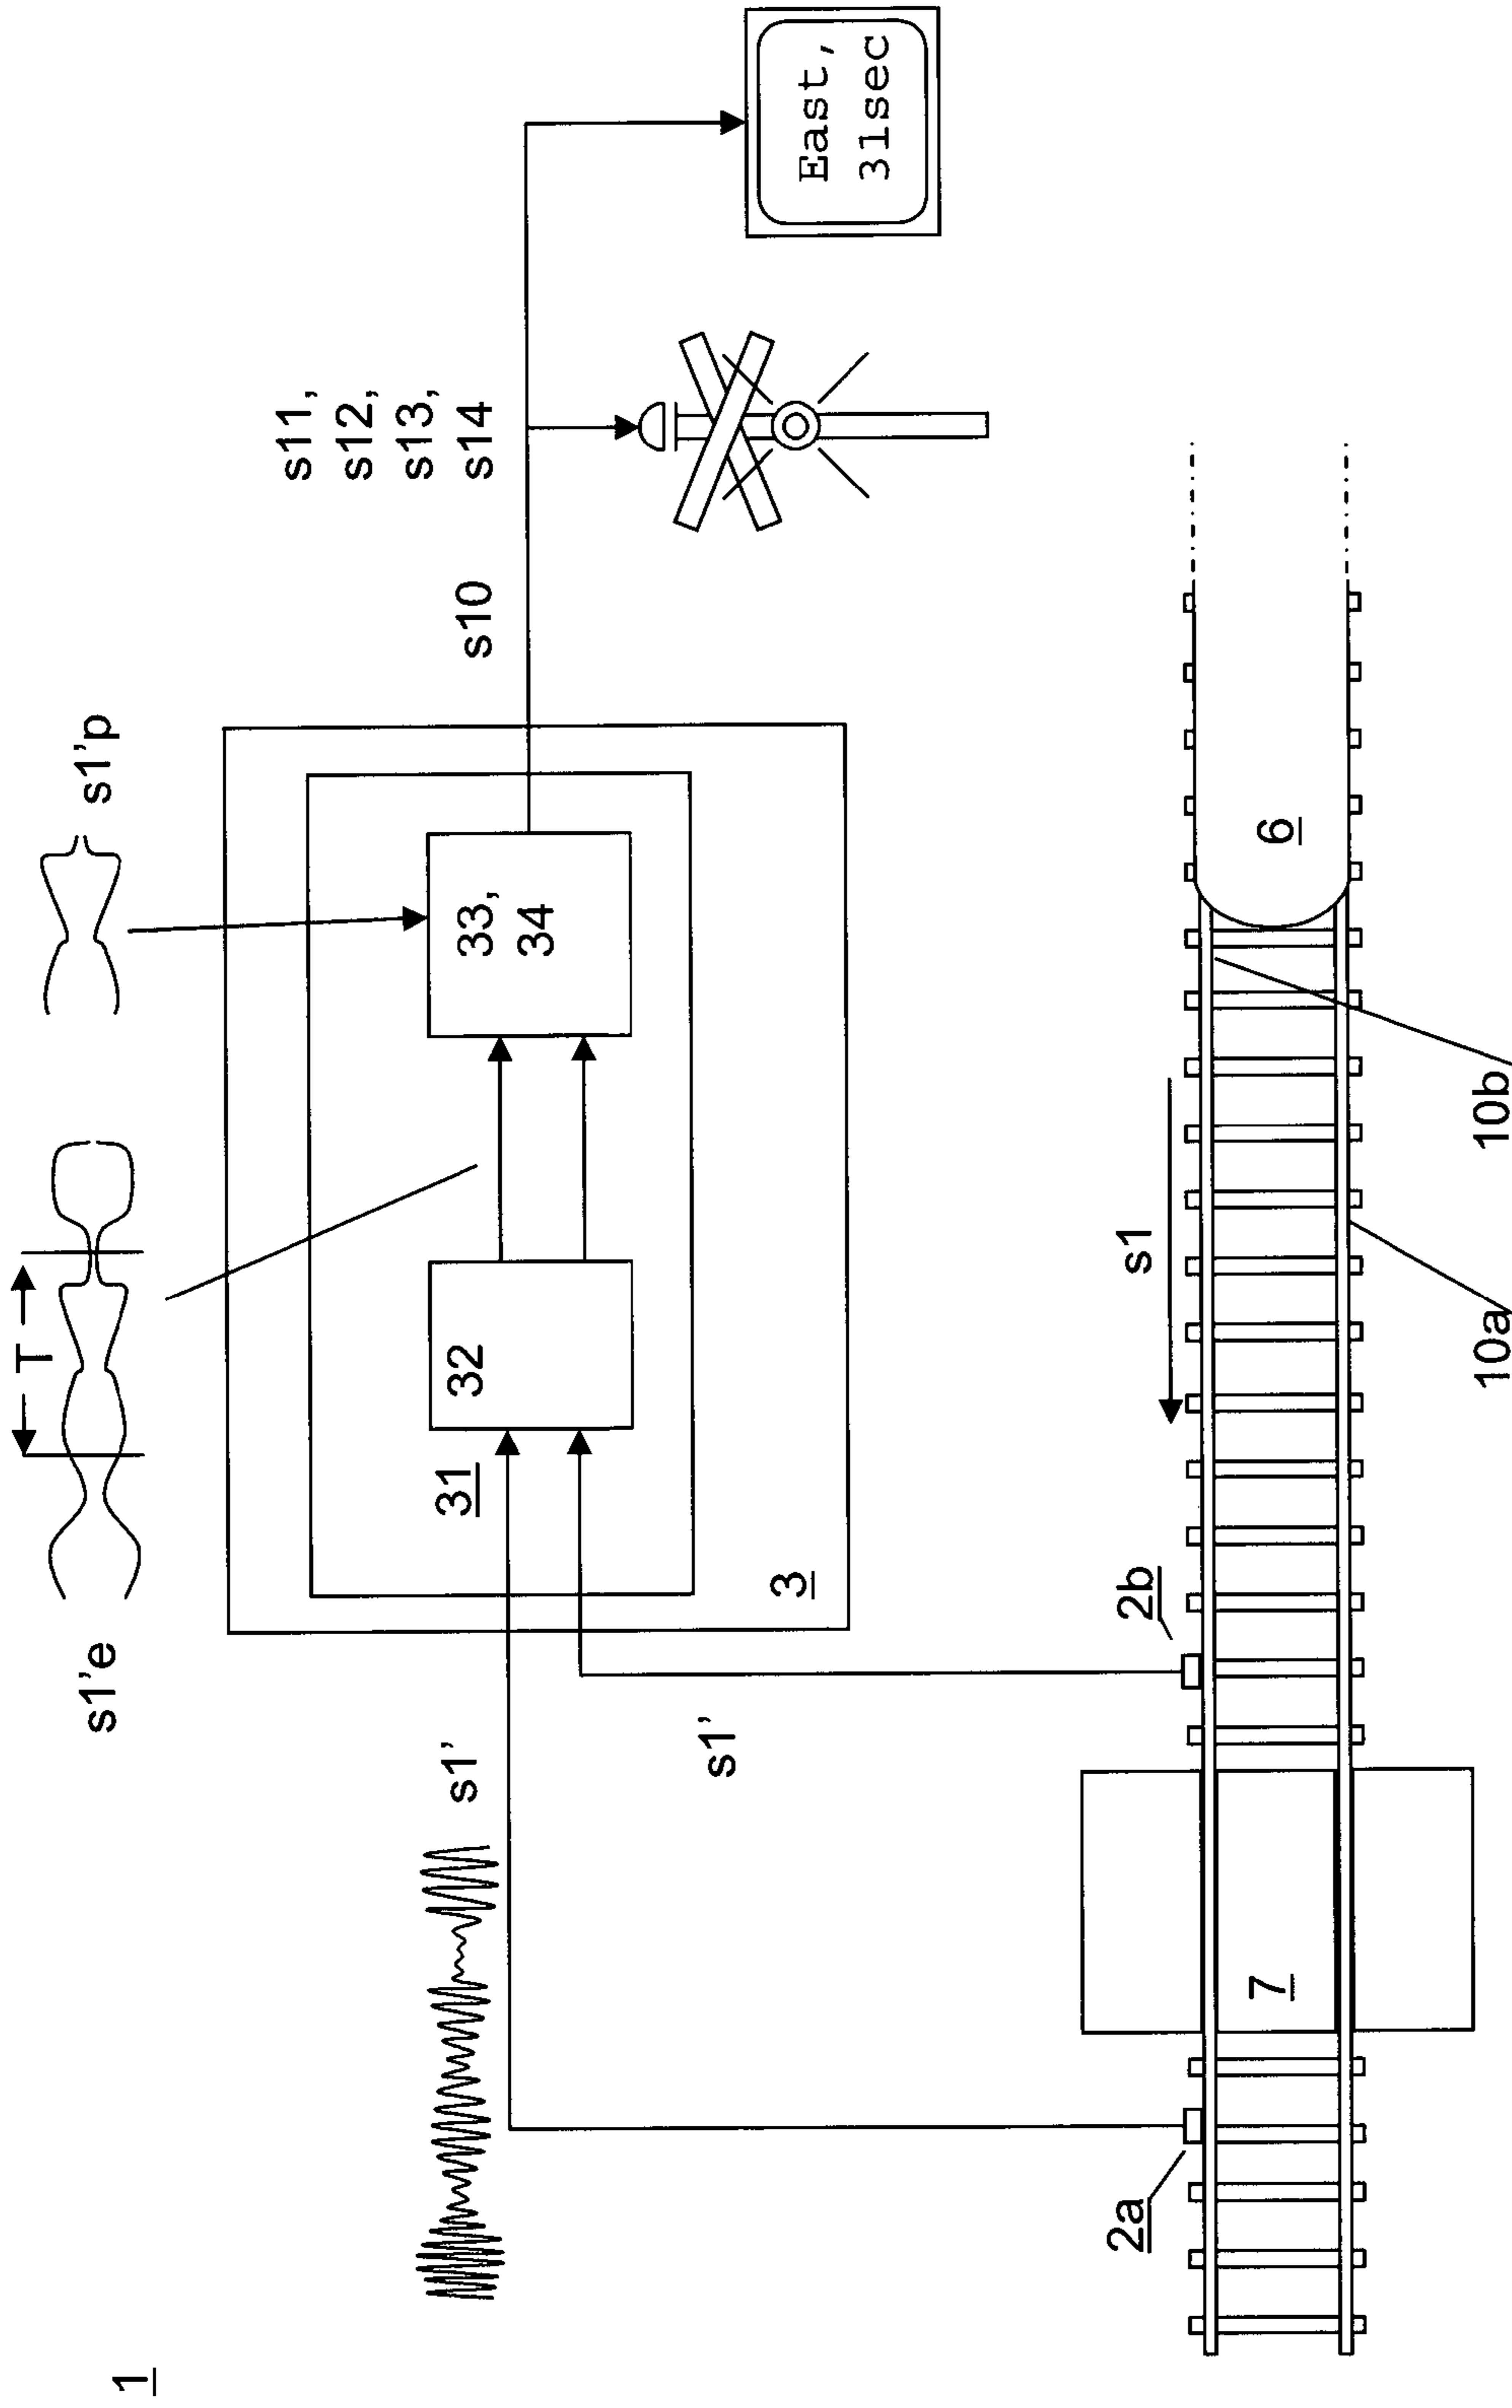 1
s1'e
T
s1'p
s11,
s12,
s13,
s14
s10
s1'
s1'
31
32
33,
34
3
East,
31sec
2a
2b
s1
7
6
10a
10b